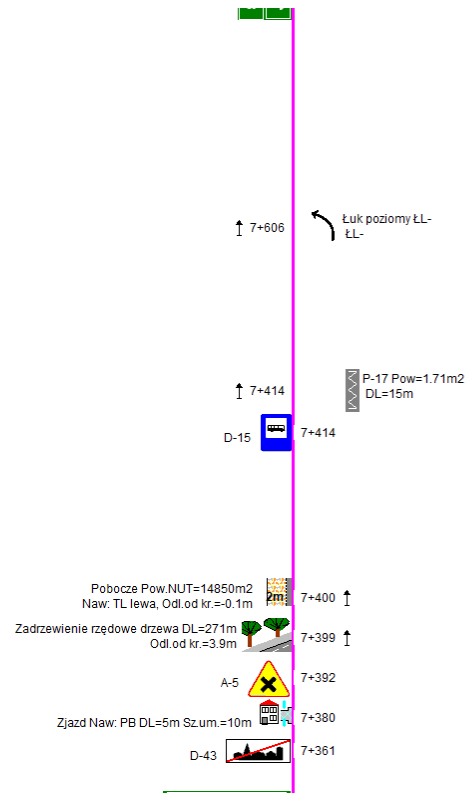 7+606
Łuk poziomy ŁL-
ŁL-
P-17 Pow=1.71m2
DL=15m
7+414
D-15
7+414
Pobocze Pow.NUT=14850m2
Naw: TL lewa, Odl.od kr.=-0.1m
2m
7+400
Zadrzewienie rzędowe drzewa DL=271m
Odl.od kr.=3.9m
7+399
A-5
7+392
Zjazd Naw: PB DL=5m Sz.um.=10m
7+380
D-43
7+361